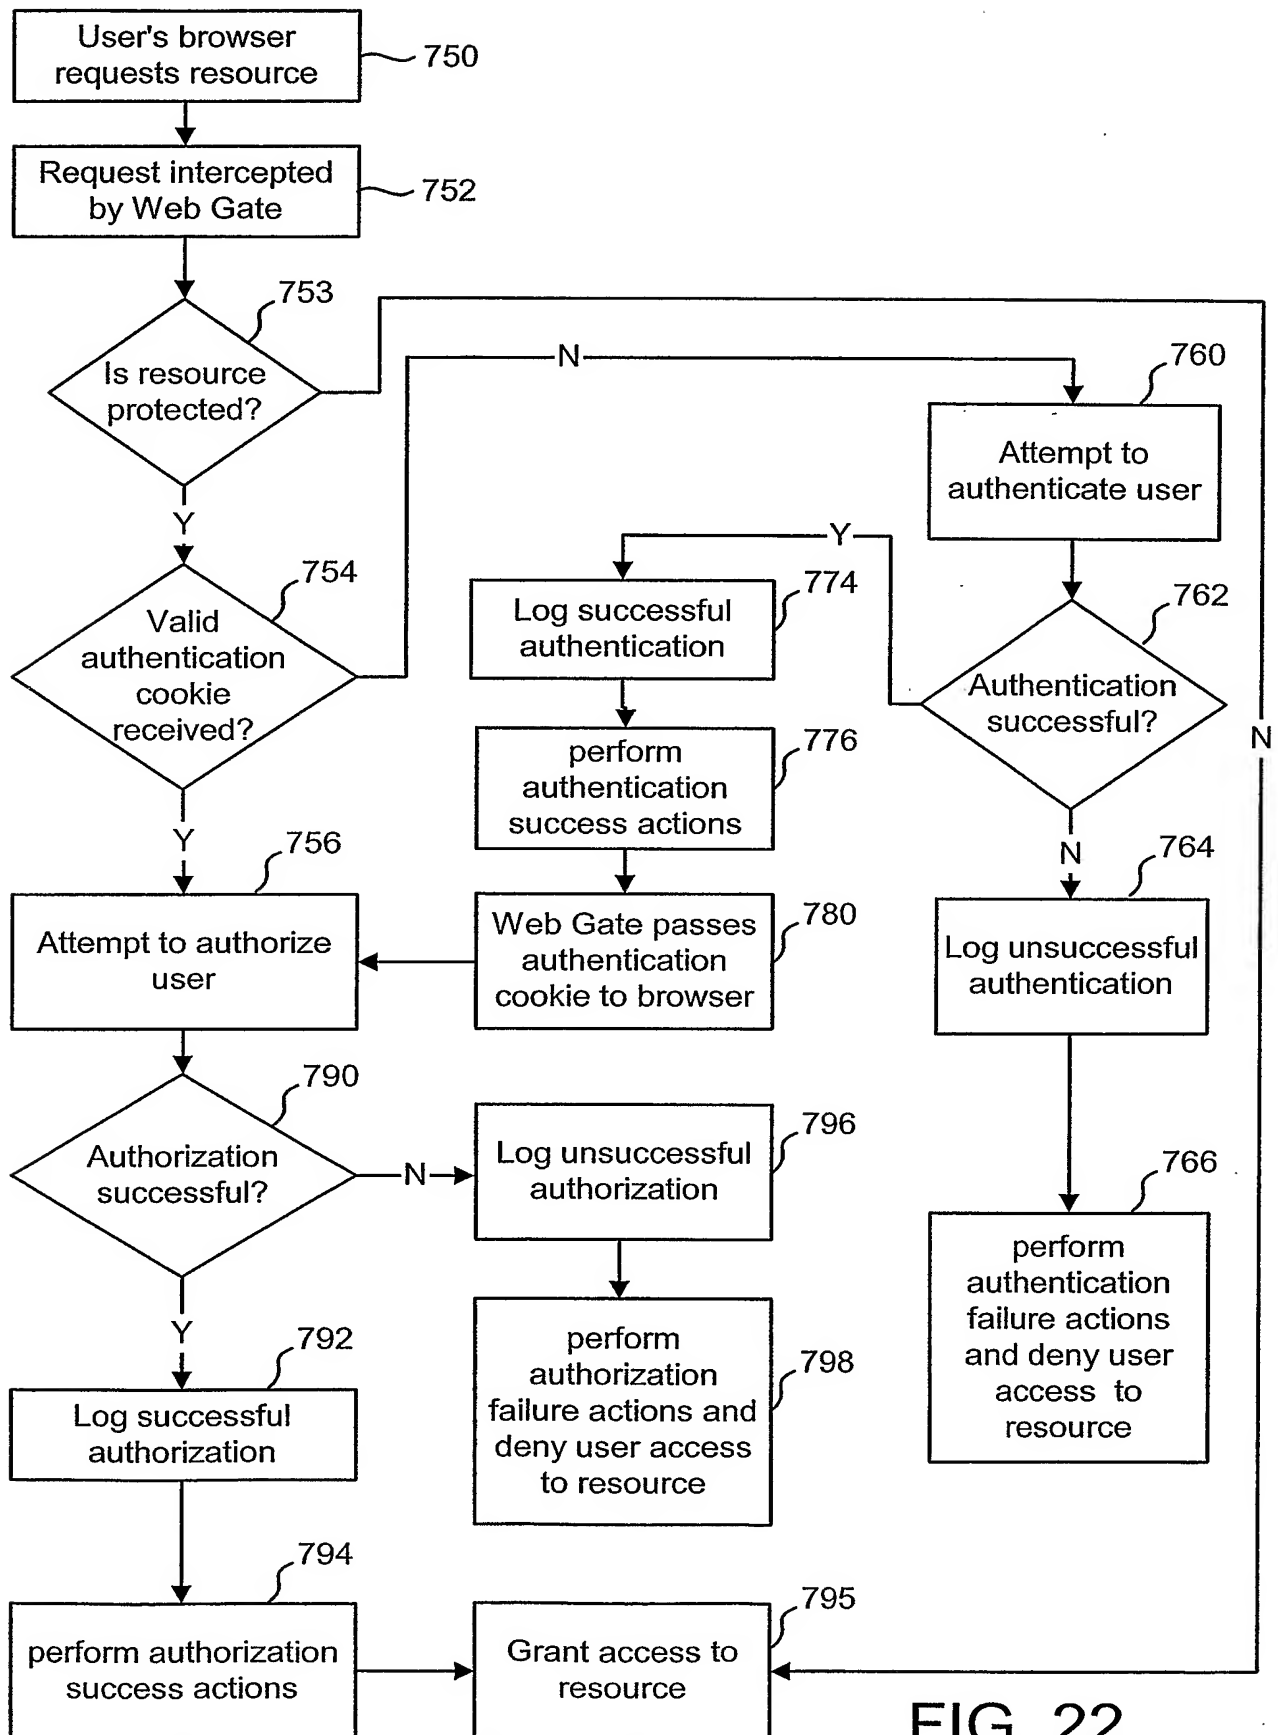 User's browser
requests resource
750
Request intercepted
by Web Gate
752
753
Is resource
protected?
N
760
Attempt to
authenticate user
Y
Y
754
Valid
authentication
cookie
received?
774
Log successful
authentication
762
Authentication
successful?
N
776
perform
authentication
success actions
Y
N
756
764
Attempt to authorize
user
780
Web Gate passes
authentication
cookie to browser
Log unsuccessful
authentication
790
Authorization
successful?
N
796
Log unsuccessful
authorization
766
perform
authentication
failure actions
and deny user
access to
resource
Y
792
Log successful
authorization
798
perform
authorization
failure actions and
deny user access
to resource
794
perform authorization
success actions
795
Grant access to
resource
FIG. 22